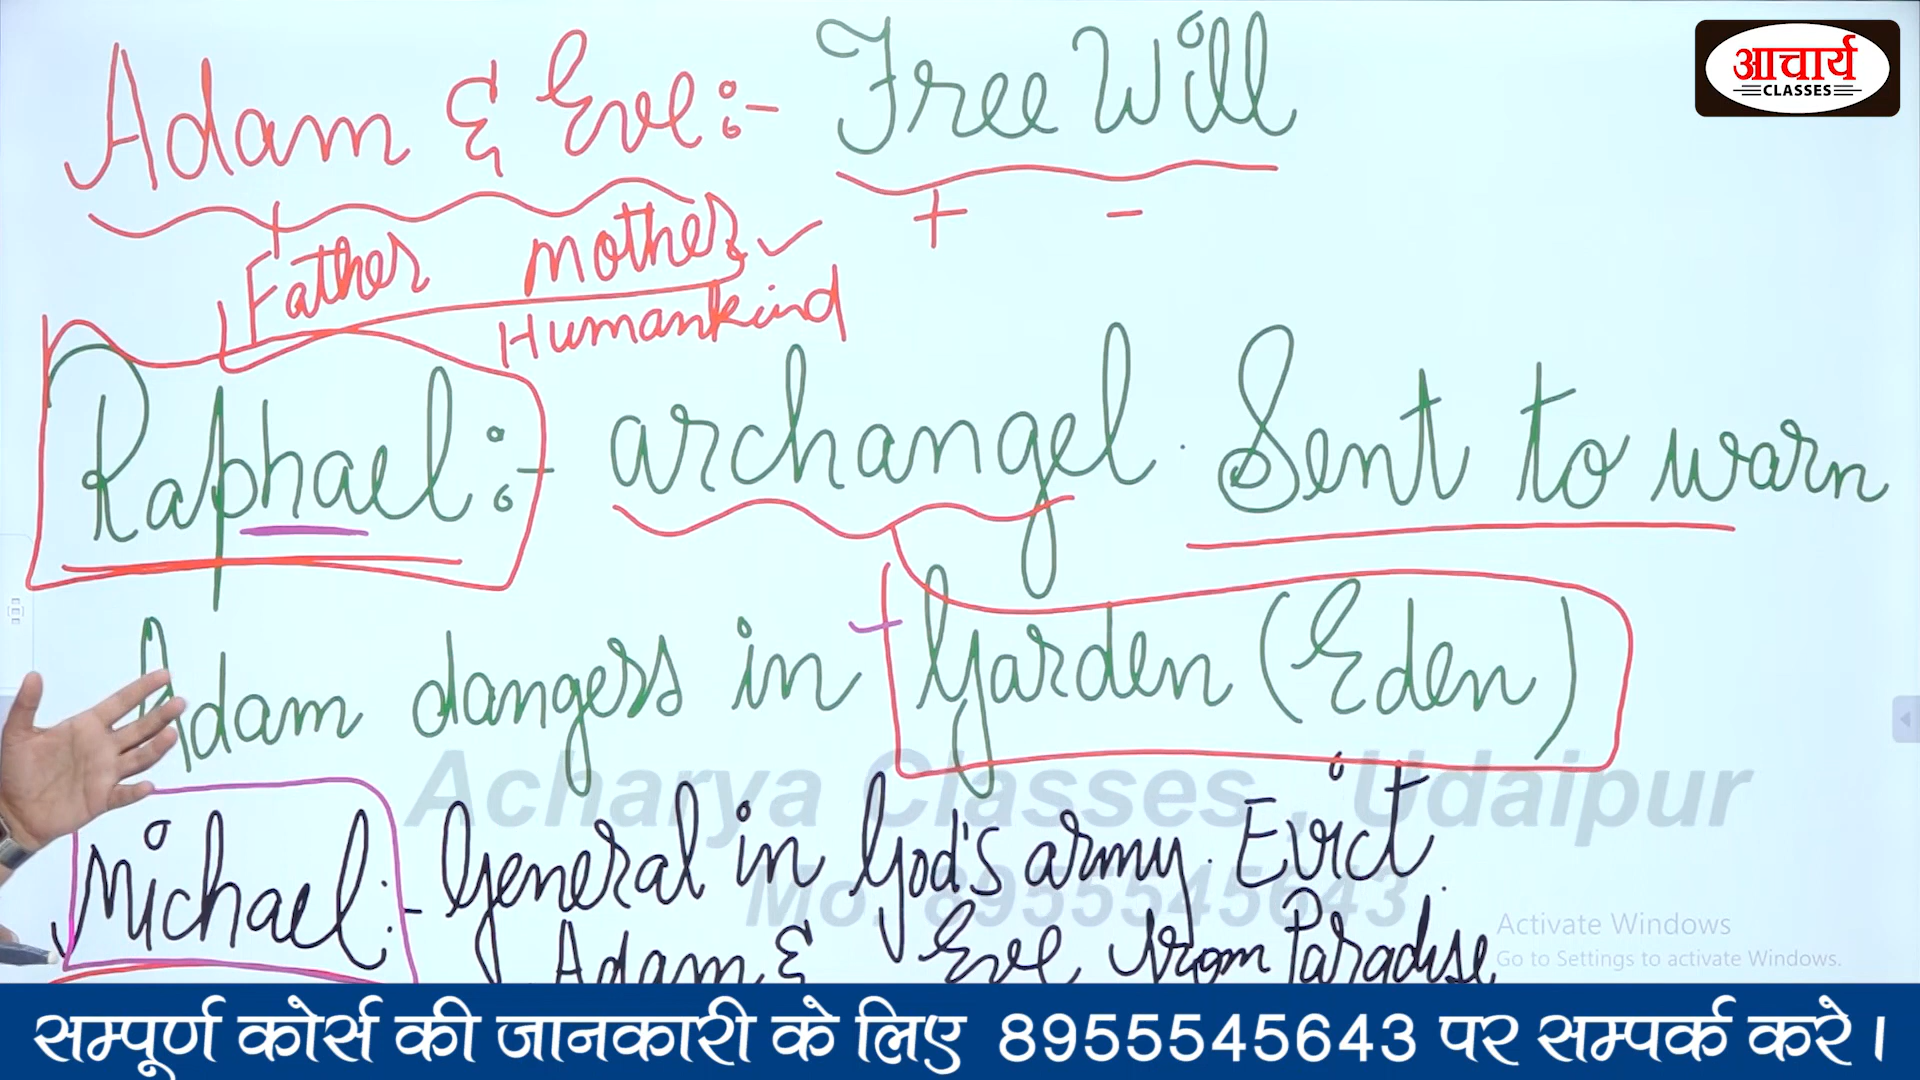 आचार्य
CLASSES
Adam & Eve:- Free Will
+ -
Father mother
Humankind
Raphael:- archangel. Sent to warn
Adam dangers in Garden (Eden)
Acharya Classes, Udaipur
Michael:- General in God's army. Evict
Mo. 8955545643
Adam & Eve from Paradise
Activate Windows
Go to Settings to activate Windows.
सम्पूर्ण कोर्स की जानकारी के लिए 8955545643 पर सम्पर्क करे।